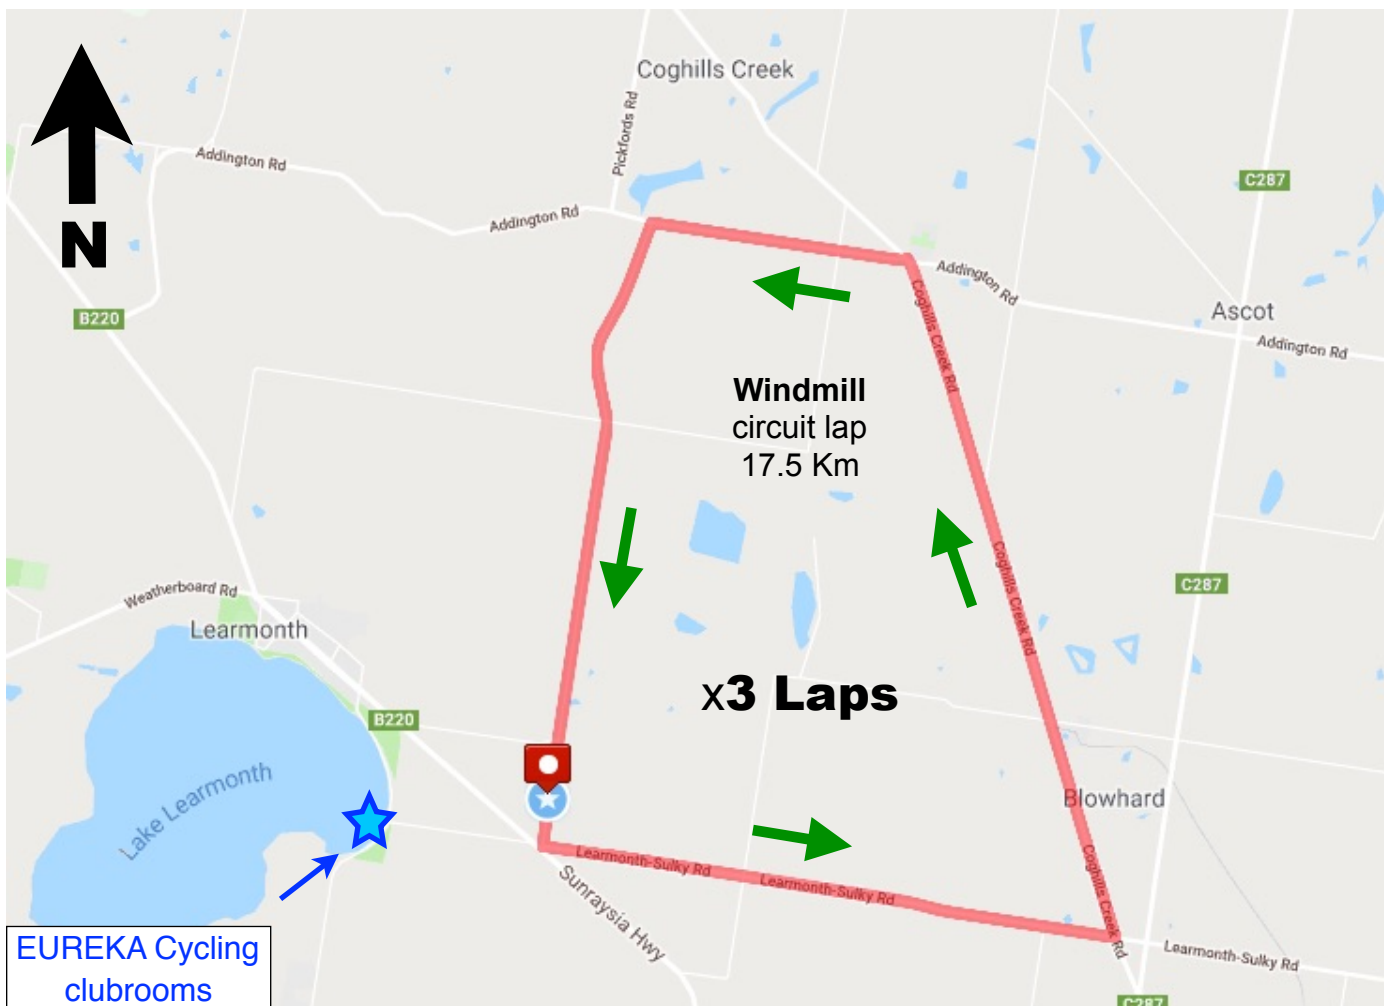 Coghills Creek
Pickfords Rd
Addington Rd
C287
N
Addington Rd
Addington Rd
B220
Ascot
Addington Rd
Coghills Creek Rd
Windmill
circuit lap
17.5 Km
Coghills Creek Rd
C287
Weatherboard Rd
Learmonth
x3 Laps
B220
Lake Learmonth
Blowhard
Learmonth-Sulky Rd
Learmonth-Sulky Rd
Coghills Creek Rd
Sunraysia Hwy
Learmonth-Sulky Rd
EUREKA Cycling
clubrooms
C287